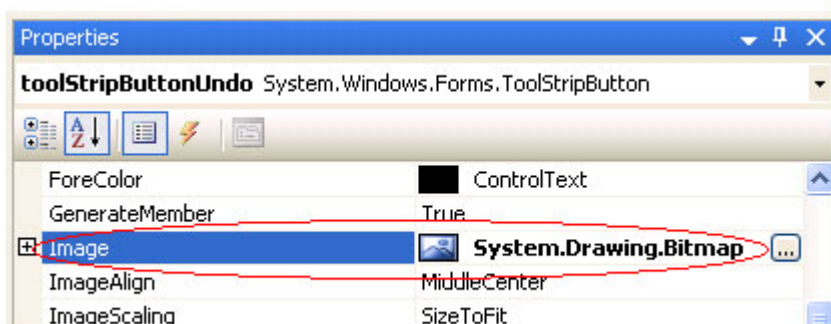 Properties
toolStripButtonUndo System.Windows.Forms.ToolStripButton
ForeColor ControlText
GenerateMember True
Image System.Drawing.Bitmap ...
ImageAlign MiddleCenter
ImageScaling SizeToFit